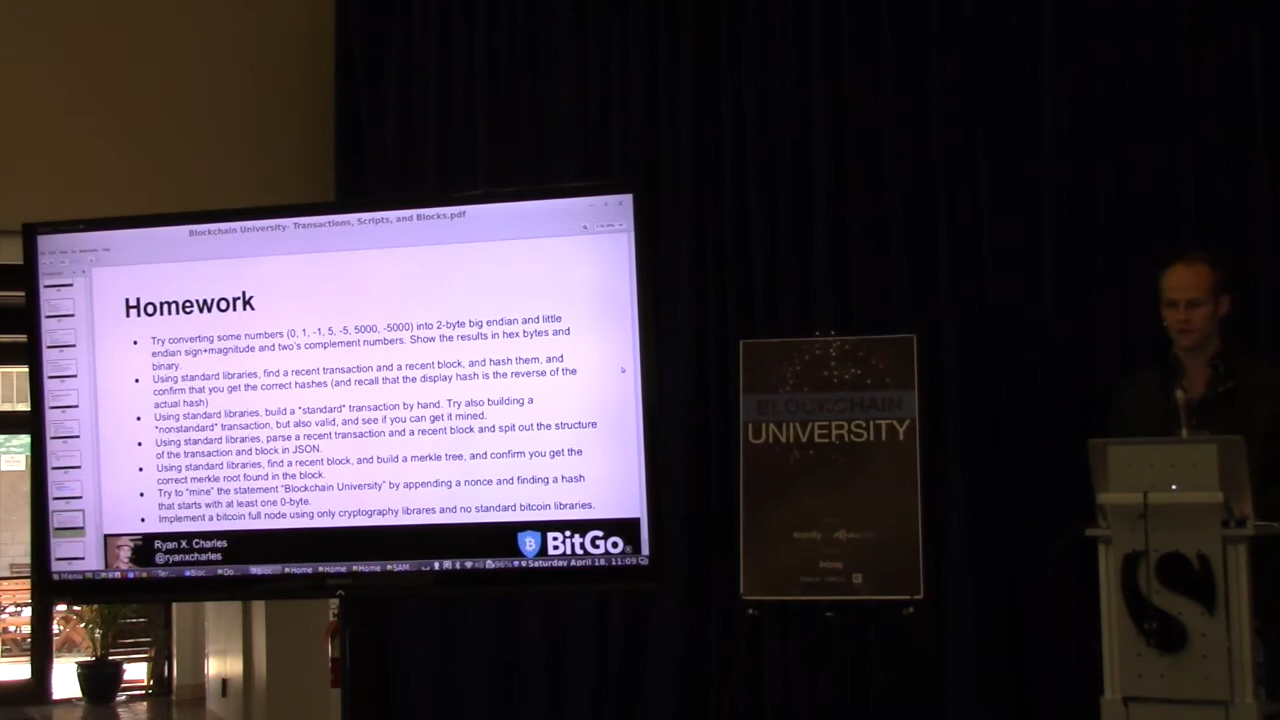 Blockchain University- Transactions, Scripts, and Blocks.pdf
Homework
Try converting some numbers (0, 1, -1, 5, -5, 5000, -5000) into 2-byte big endian and little
endian sign+magnitude and two's complement numbers. Show the results in hex bytes and
binary.
Using standard libraries, find a recent transaction and a recent block, and hash them, and
confirm that you get the correct hashes (and recall that the display hash is the reverse of the
actual hash)
Using standard libraries, build a *standard* transaction by hand. Try also building a
*nonstandard* transaction, but also valid, and see if you can get it mined.
Using standard libraries, parse a recent transaction and a recent block and spit out the structure
of the transaction and block in JSON.
Using standard libraries, find a recent block, and build a merkle tree, and confirm you get the
correct merkle root found in the block.
Try to "mine" the statement "Blockchain University" by appending a nonce and finding a hash
that starts with at least one 0-byte.
Implement a bitcoin full node using only cryptography librares and no standard bitcoin libraries.
Ryan X. Charles
@ryanxcharles
BitGo
Menu
Home
Home
Home
96%
Saturday April 18, 11:09
BLOCKCHAIN
UNIVERSITY